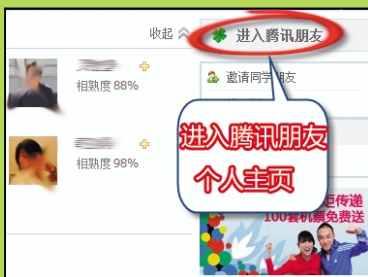 收起
进入腾讯朋友
相熟度 88%
邀请同学
友
进入腾讯朋友
个人主页
相熟度 98%
传递
100套机票免费送